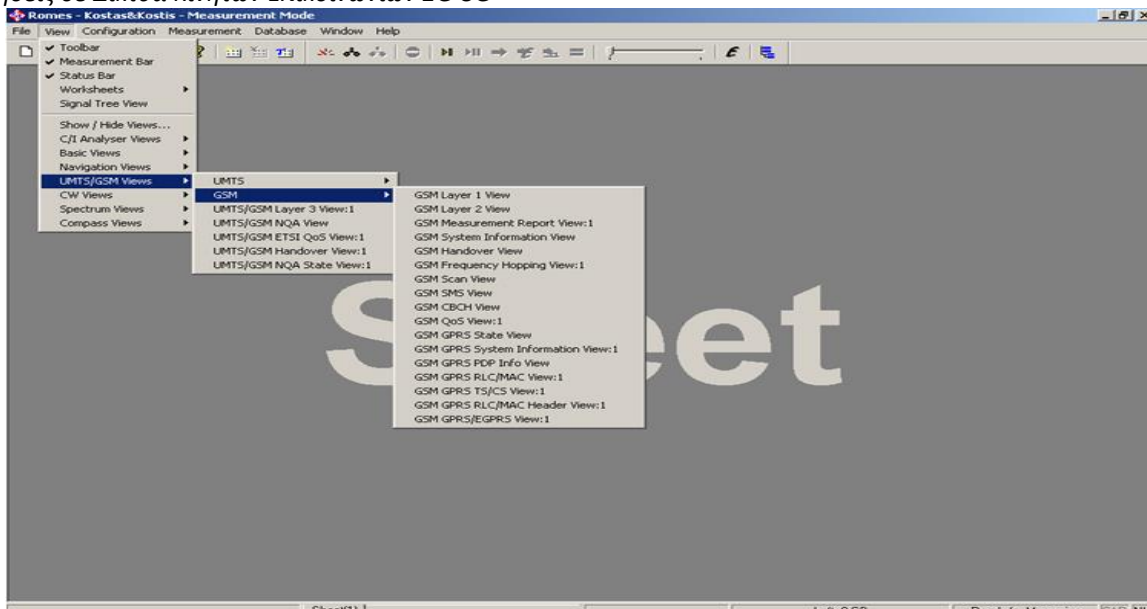 σε Δίκτυα Κινητών Επικοινωνιών 2G-3G
Romes - Kostas&Kostis - Measurement Mode
File View Configuration Measurement Database Window Help
Toolbar
Measurement Bar
Status Bar
Worksheets
Signal Tree View
Show / Hide Views...
C/I Analyser Views
Basic Views
Navigation Views
UMTS/GSM Views
CW Views
Spectrum Views
Compass Views
UMTS
GSM
UMTS/GSM Layer 3 View:1
UMTS/GSM NQA View
UMTS/GSM ETSI QoS View:1
UMTS/GSM Handover View:1
UMTS/GSM NQA State View:1
GSM Layer 1 View
GSM Layer 2 View
GSM Measurement Report View:1
GSM System Information View
GSM Handover View
GSM Frequency Hopping View:1
GSM Scan View
GSM SMS View
GSM CBCH View
GSM QoS View:1
GSM GPRS State View
GSM GPRS System Information View:1
GSM GPRS PDP Info View
GSM GPRS RLC/MAC View:1
GSM GPRS TS/CS View:1
GSM GPRS RLC/MAC Header View:1
GSM GPRS/EGPRS View:1
S eet